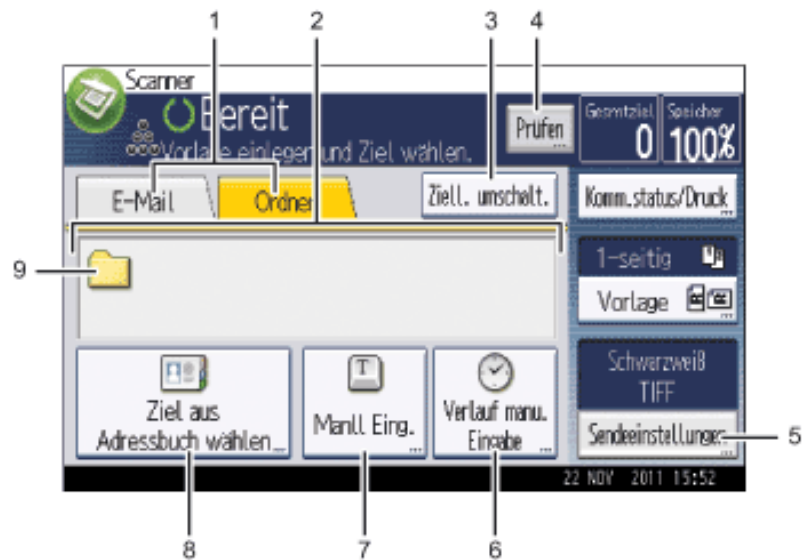 1 2 3 4
Scanner
Bereit
Vorlage einlegen und Ziel wählen.
Prüfen
Gesmtziel
0
Speicher
100%
E-Mail
Ordner
Ziell. umschalt.
Komm.status/Druck
9
1-seitig
Vorlage
Ziel aus
Adressbuch wählen
Manll Eing.
Verlauf manu.
Eingabe
Schwarzweiß
TIFF
Sendeeinstellungen
5
22 NOV 2011 15:52
8 7 6